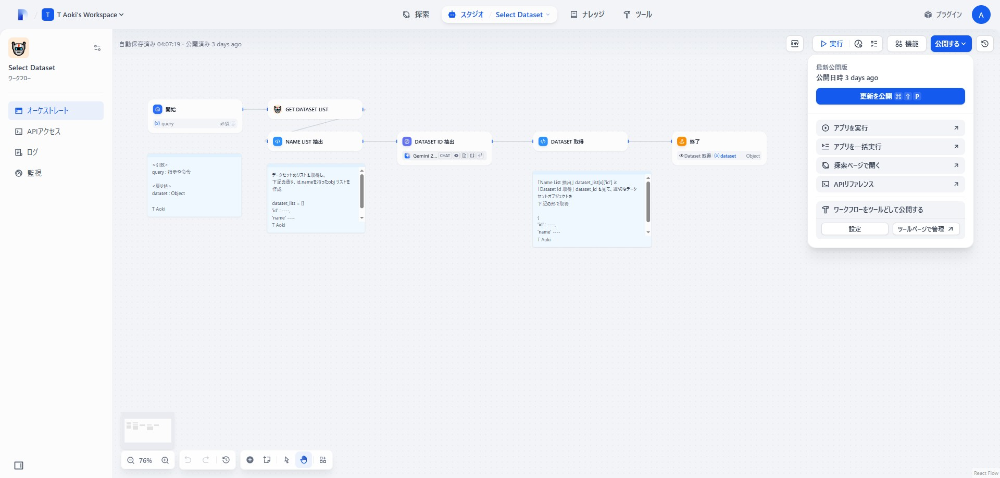 T
T Aoki's Workspace
探索
スタジオ
Select Dataset
ナレッジ
ツール
プラグイン
A
Select Dataset
ワークフロー
オーケストレート
APIアクセス
ログ
監視
自動保存済み 04:07:19 · 公開済み 3 days ago
ENV
実行
機能
公開する
最新公開版
公開日時 3 days ago
更新を公開 ⌘ ⇧ P
アプリを実行
アプリを一括実行
探索ページで開く
APIリファレンス
ワークフローをツールどして公開する
設定
ツールページで管理
開始
(x) query
必須
GET DATASET LIST
NAME LIST 抽出
DATASET ID 抽出
Gemini 2...
CHAT
DATASET 取得
終了
Dataset 取得 / (x) dataset
Object
<引数>
query : 指示や命令
<戻り値>
dataset : Object
T Aoki
データセットのリストを取得し、
下記の通り、id,nameを持ったobj リストを
作成
dataset_list = [{
'id' : ----,
'name' ----
T Aoki
「Name List 抽出」 dataset_list[x]['id'] と
「Dataset Id 取得」 dataset_id を見て、適切なデータ
セットオブジェクトを
下記の形で取得
{
'id' : ----,
'name' ----
T Aoki
76%
React Flow